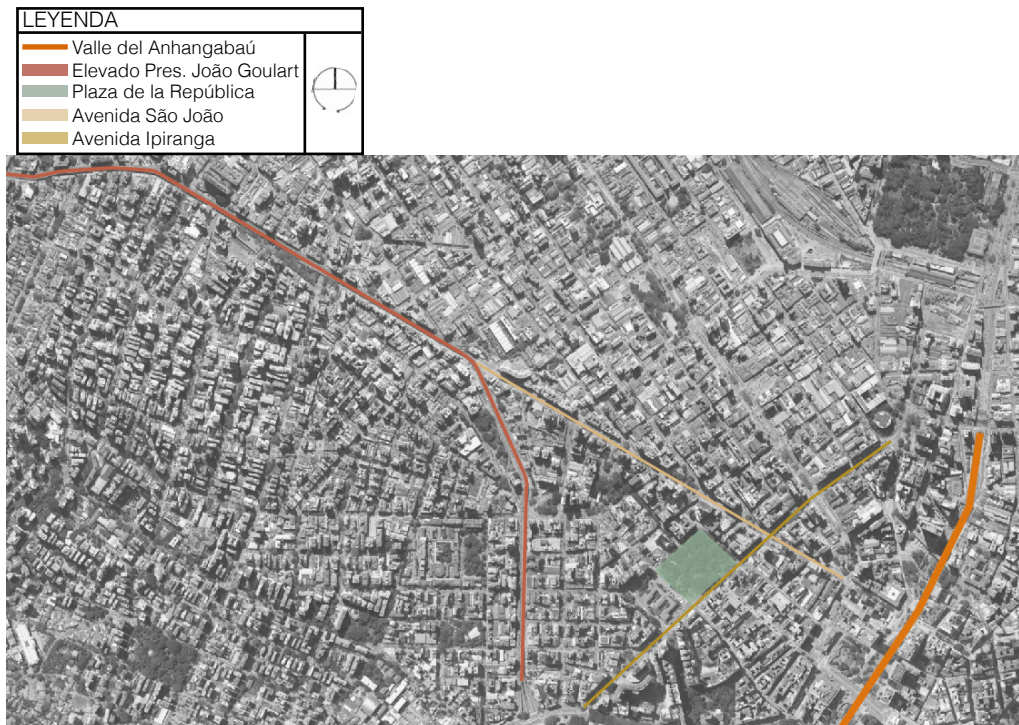 LEYENDA
Valle del Anhangabaú
Elevado Pres. João Goulart
Plaza de la República
Avenida São João
Avenida Ipiranga